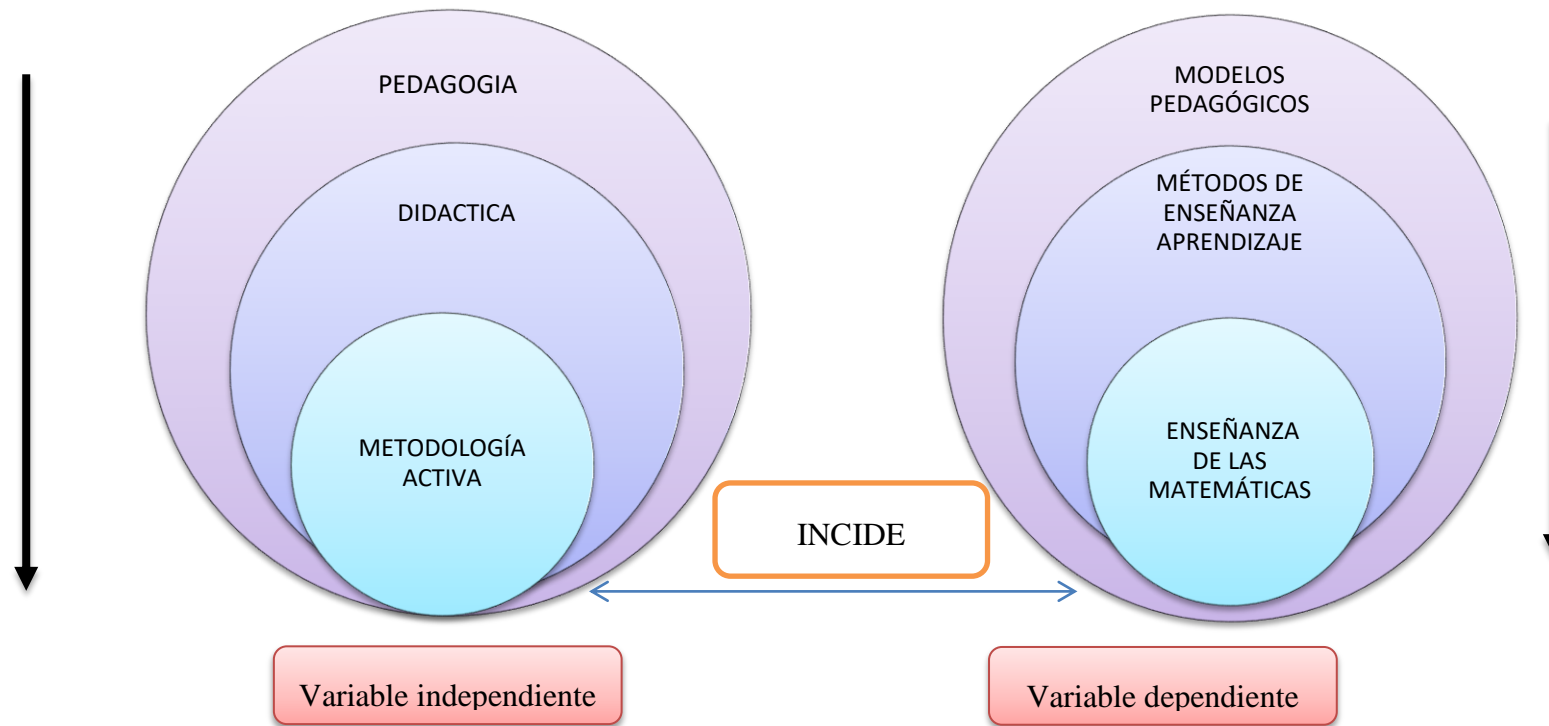 PEDAGOGIA
DIDACTICA
METODOLOGÍA
ACTIVA
MODELOS
PEDAGÓGICOS
MÉTODOS DE
ENSEÑANZA
APRENDIZAJE
ENSEÑANZA
DE LAS
MATEMÁTICAS
INCIDE
Variable independiente
Variable dependiente